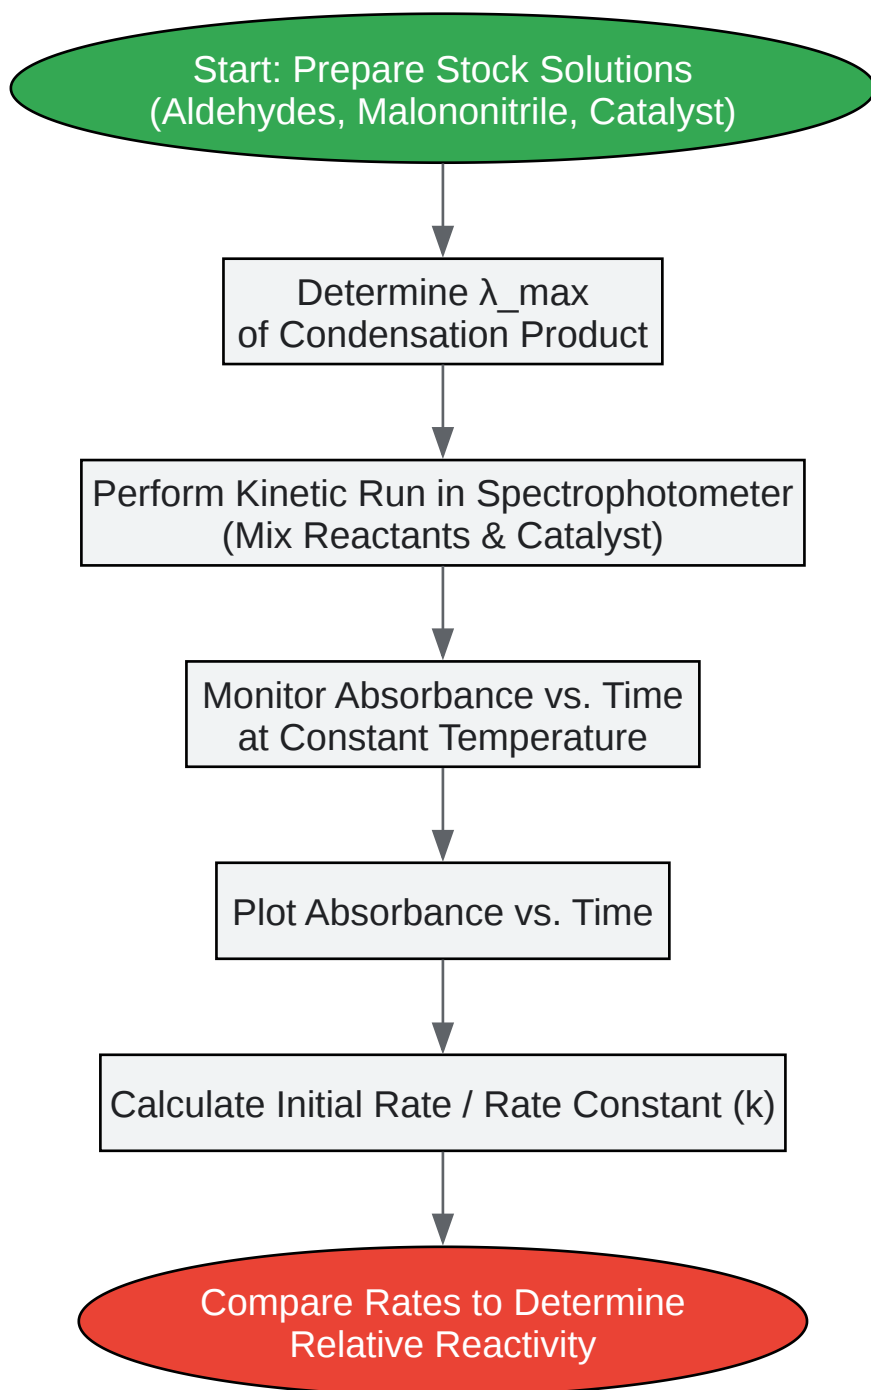 Start: Prepare Stock Solutions
(Aldehydes, Malononitrile, Catalyst)
Determine λ_max
of Condensation Product
Perform Kinetic Run in Spectrophotometer
(Mix Reactants & Catalyst)
Monitor Absorbance vs. Time
at Constant Temperature
Plot Absorbance vs. Time
Calculate Initial Rate / Rate Constant (k)
Compare Rates to Determine
Relative Reactivity